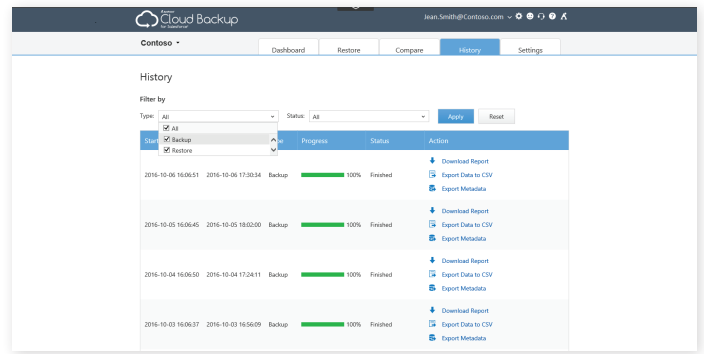 Cloud Backup
for Salesforce
Jean.Smith@Contoso.com
Contoso
Dashboard Restore Compare History Settings
History
Filter by
Type: All Status: All Apply Reset
All
Backup
Restore
Start Progress Status Action
2016-10-06 16:06:51 2016-10-06 17:30:34 Backup 100% Finished
Download Report
Export Data to CSV
Export Metadata
2016-10-05 16:06:45 2016-10-05 18:02:00 Backup 100% Finished
Download Report
Export Data to CSV
Export Metadata
2016-10-04 16:06:50 2016-10-04 17:24:11 Backup 100% Finished
Download Report
Export Data to CSV
Export Metadata
2016-10-03 16:06:37 2016-10-03 16:56:09 Backup 100% Finished
Download Report
Export Data to CSV
Export Metadata